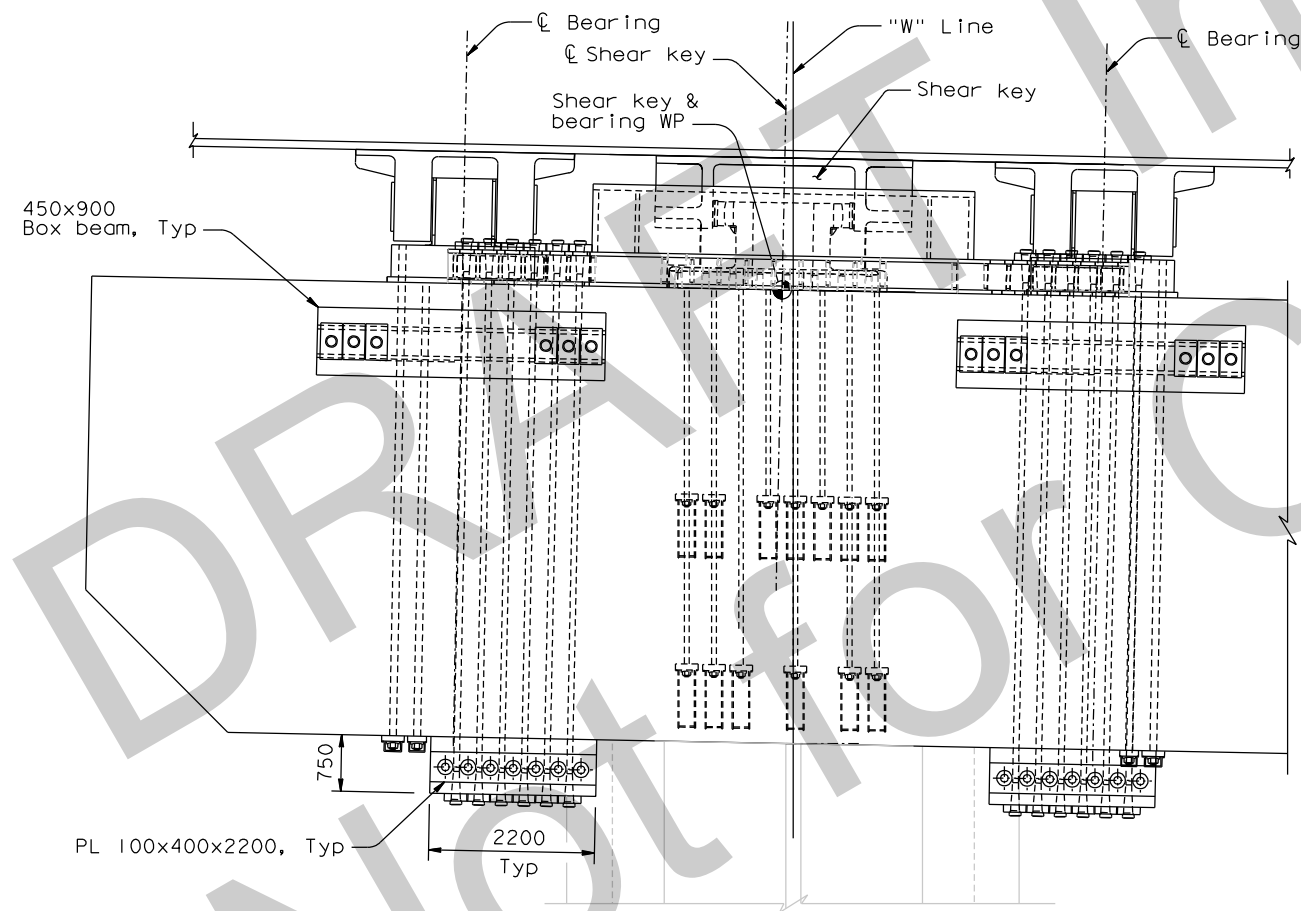 ℄ Bearing
"W" Line
℄ Bearing
℄ Shear key
Shear key &
bearing WP
Shear key
450x900
Box beam, Typ
750
PL 100x400x2200, Typ
2200
Typ
DRAFT
Not for